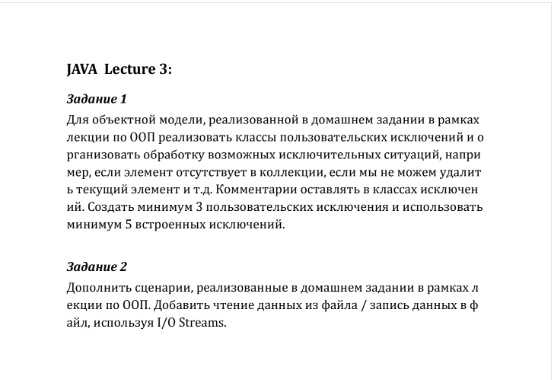 JAVA Lecture 3:
Задание 1
Для объектной модели, реализованной в домашнем задании в рамках
лекции по ООП реализовать классы пользовательских исключений и о
рганизовать обработку возможных исключительных ситуаций, напри
мер, если элемент отсутствует в коллекции, если мы не можем удалит
ь текущий элемент и т.д. Комментарии оставлять в классах исключен
ий. Создать минимум 3 пользовательских исключения и использовать
минимум 5 встроенных исключений.
Задание 2
Дополнить сценарии, реализованные в домашнем задании в рамках л
екции по ООП. Добавить чтение данных из файла / запись данных в ф
айл, используя I/O Streams.